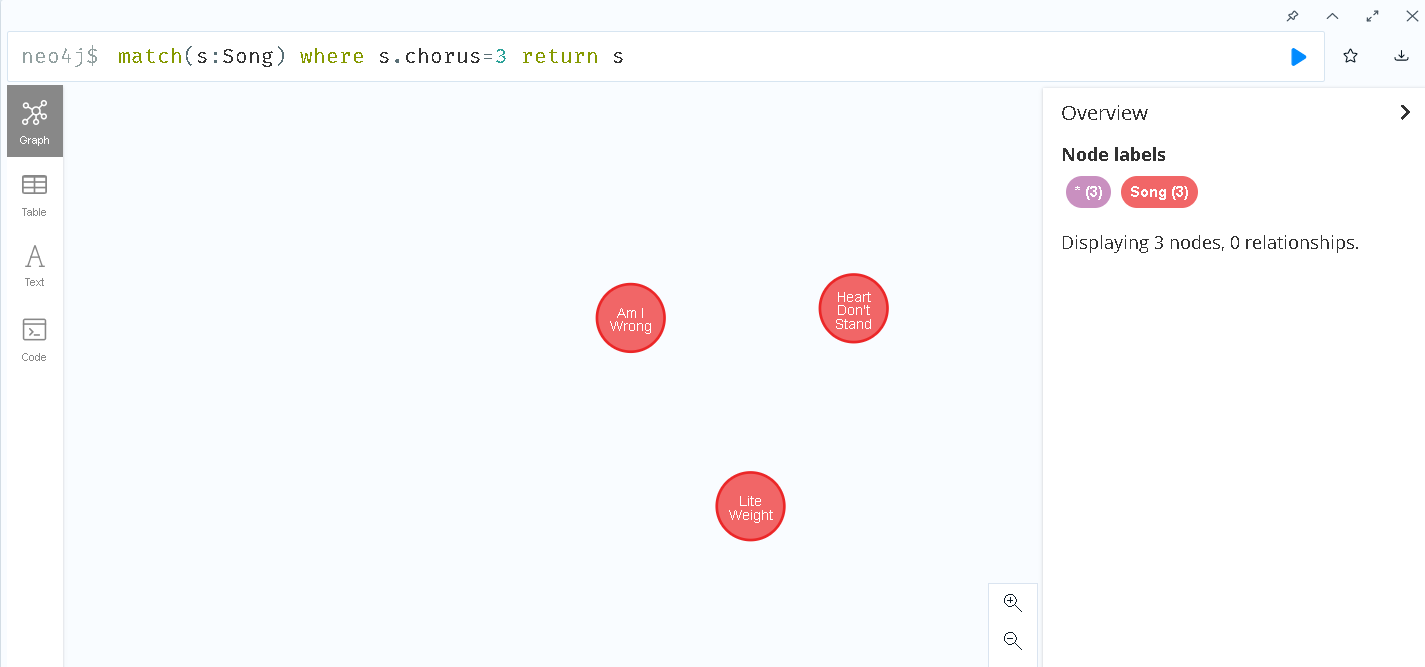 neo4j$ match(s:Song) where s.chorus=3 return s
Graph
Table
Text
Code
Am I
Wrong
Heart
Don't
Stand
Lite
Weight
Overview
Node labels
* (3) Song (3)
Displaying 3 nodes, 0 relationships.